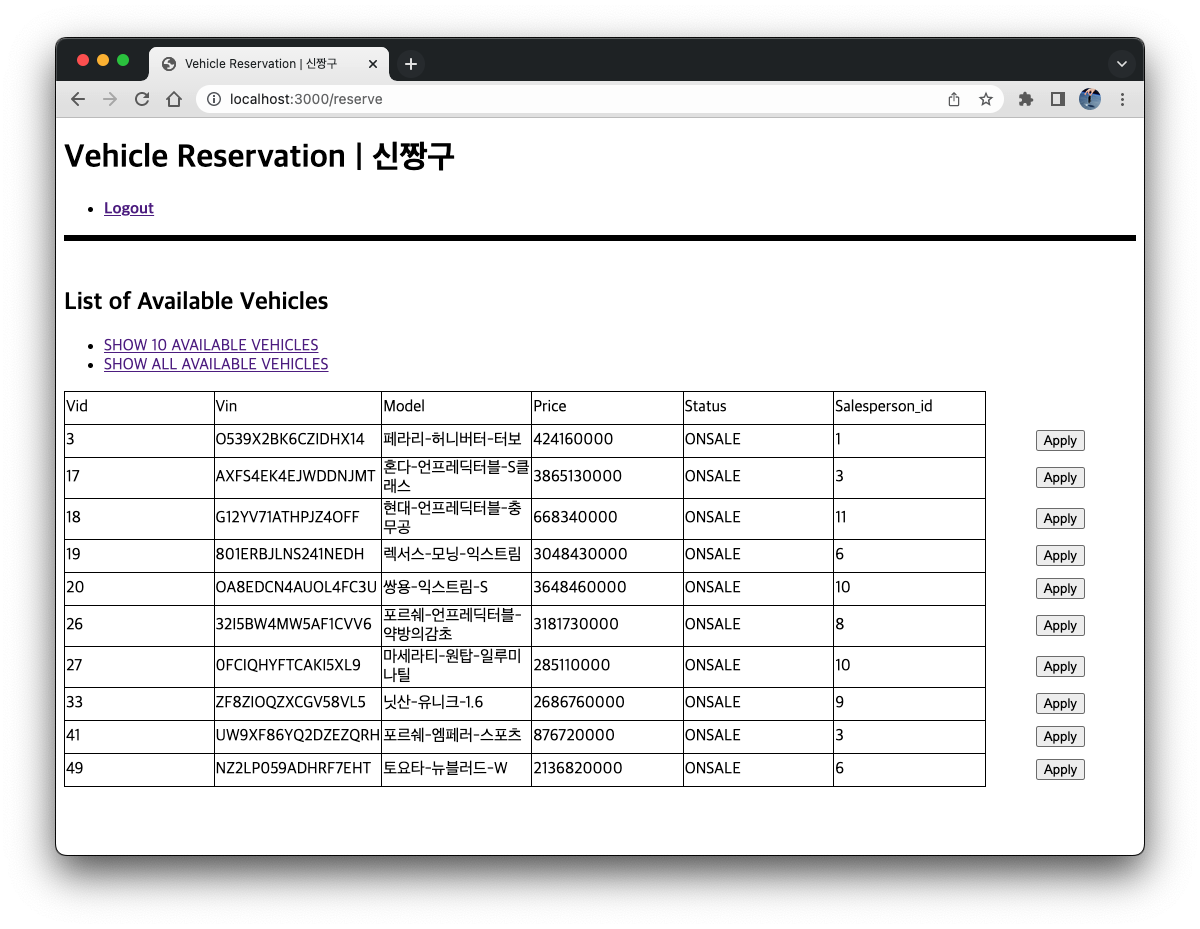 Vehicle Reservation | 신짱구
localhost:3000/reserve
Vehicle Reservation | 신짱구
Logout
List of Available Vehicles
SHOW 10 AVAILABLE VEHICLES
SHOW ALL AVAILABLE VEHICLES
Vid Vin Model Price Status Salesperson_id
3 O539X2BK6CZIDHX14 페라리-허니버터-터보 424160000 ONSALE 1 Apply
17 AXFS4EK4EJWDDNJMT 혼다-언프레딕터블-S클
래스 3865130000 ONSALE 3 Apply
18 G12YV71ATHPJZ4OFF 현대-언프레딕터블-충
무공 668340000 ONSALE 11 Apply
19 801ERBJLNS241NEDH 렉서스-모닝-익스트림 3048430000 ONSALE 6 Apply
20 OA8EDCN4AUOL4FC3U 쌍용-익스트림-S 3648460000 ONSALE 10 Apply
26 32I5BW4MW5AF1CVV6 포르쉐-언프레딕터블-
약방의감초 3181730000 ONSALE 8 Apply
27 0FCIQHYFTCAKI5XL9 마세라티-원탑-일루미
나틸 285110000 ONSALE 10 Apply
33 ZF8ZIOQZXCGV58VL5 닛산-유니크-1.6 2686760000 ONSALE 9 Apply
41 UW9XF86YQ2DZEZQRH 포르쉐-엠페러-스포츠 876720000 ONSALE 3 Apply
49 NZ2LP059ADHRF7EHT 토요타-뉴블러드-W 2136820000 ONSALE 6 Apply